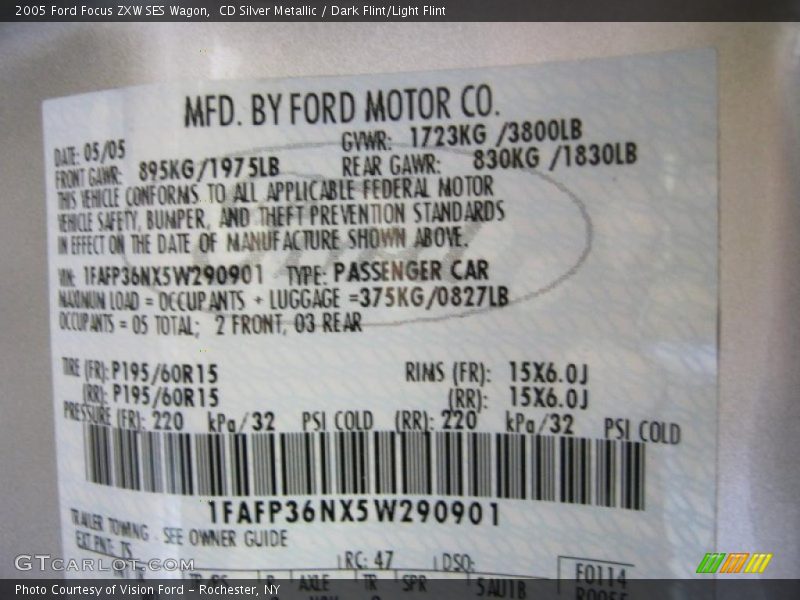 2005 Ford Focus ZXW SES Wagon,  CD Silver Metallic / Dark Flint/Light Flint
MFD. BY FORD MOTOR CO.
DATE: 05/05 GVWR: 1723KG /3800LB
FRONT GAWR: 895KG/1975LB REAR GAWR: 830KG /1830LB
THIS VEHICLE CONFORMS TO ALL APPLICABLE FEDERAL MOTOR
VEHICLE SAFETY, BUMPER, AND THEFT PREVENTION STANDARDS
IN EFFECT ON THE DATE OF MANUFACTURE SHOWN ABOVE.
VIN: 1FAFP36NX5W290901 TYPE: PASSENGER CAR
MAXIMUM LOAD = OCCUPANTS + LUGGAGE =375KG/0827LB
OCCUPANTS = 05 TOTAL; 2 FRONT, 03 REAR
TIRE (FR): P195/60R15 RIMS (FR): 15X6.0J
(RR): P195/60R15 (RR): 15X6.0J
PRESSURE (FR): 220 kPa/32 PSI COLD (RR): 220 kPa/32 PSI COLD
1FAFP36NX5W290901
TRAILER TOWING - SEE OWNER GUIDE
EXT PNT: TS RC: 47 DSO: F0114
AXLE TR SPR 5AUTB
GTCarLot.com
Photo Courtesy of Vision Ford - Rochester, NY